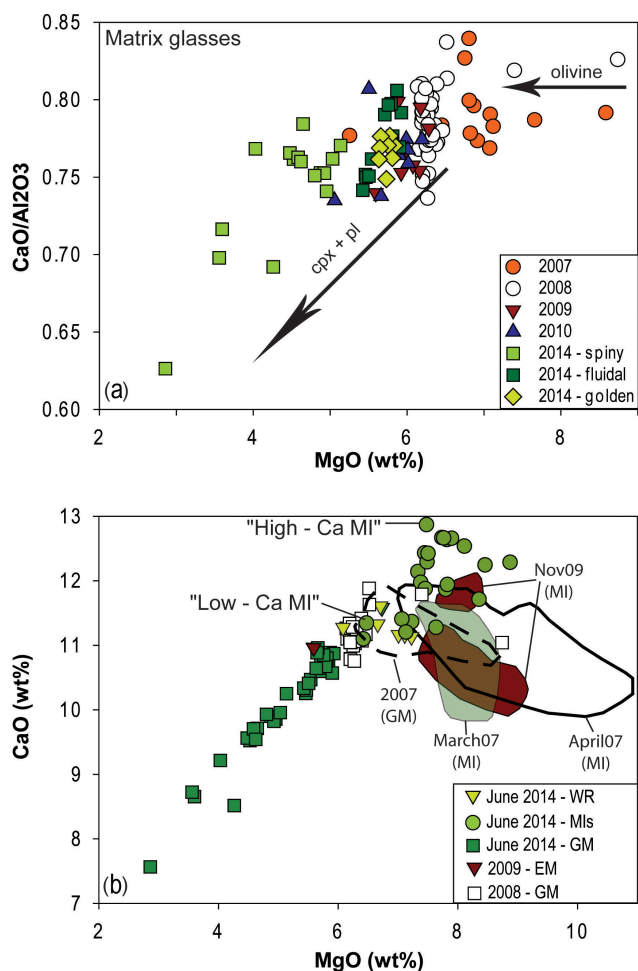 Matrix glasses
olivine
cpx + pl
CaO/Al2O3
0.80
0.75
0.70
0.65
0.60
2007
2008
2009
2010
2014 - spiny
2014 - fluidal
2014 - golden
(a)
2 4 6 8
MgO (wt%)
"High - Ca MI"
"Low - Ca MI"
Nov09
(MI)
2007
(GM)
March07
(MI)
April07
(MI)
CaO (wt%)
13
12
11
10
9
8
7
June 2014 - WR
June 2014 - MIs
June 2014 - GM
2009 - EM
2008 - GM
(b)
2 4 6 8 10
MgO (wt%)